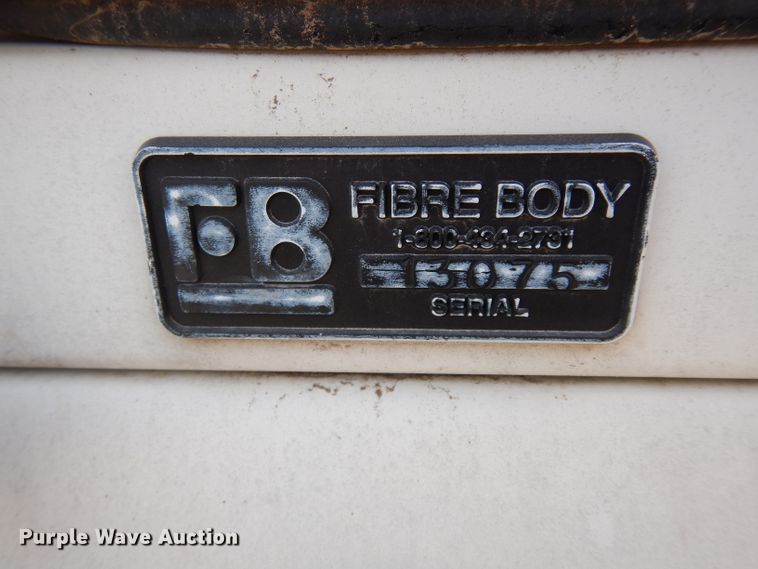 FB
FIBRE BODY
1-800-434-2731
13075
SERIAL
Purple Wave Auction